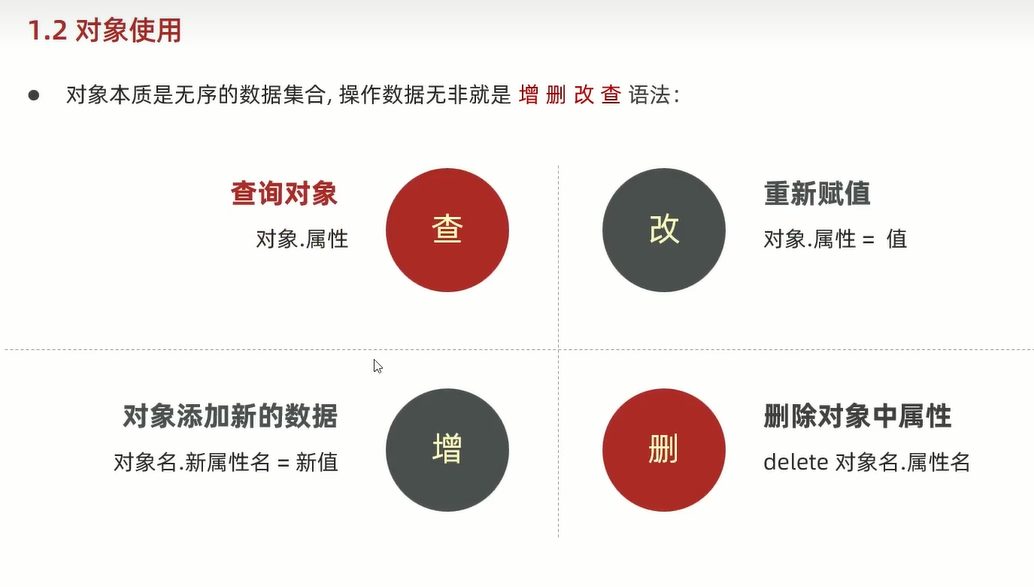 1.2 对象使用
● 对象本质是无序的数据集合, 操作数据无非就是 增 删 改 查 语法：
查询对象
对象.属性
查
改
重新赋值
对象.属性 = 值
对象添加新的数据
对象名.新属性名 = 新值
增
删
删除对象中属性
delete 对象名.属性名